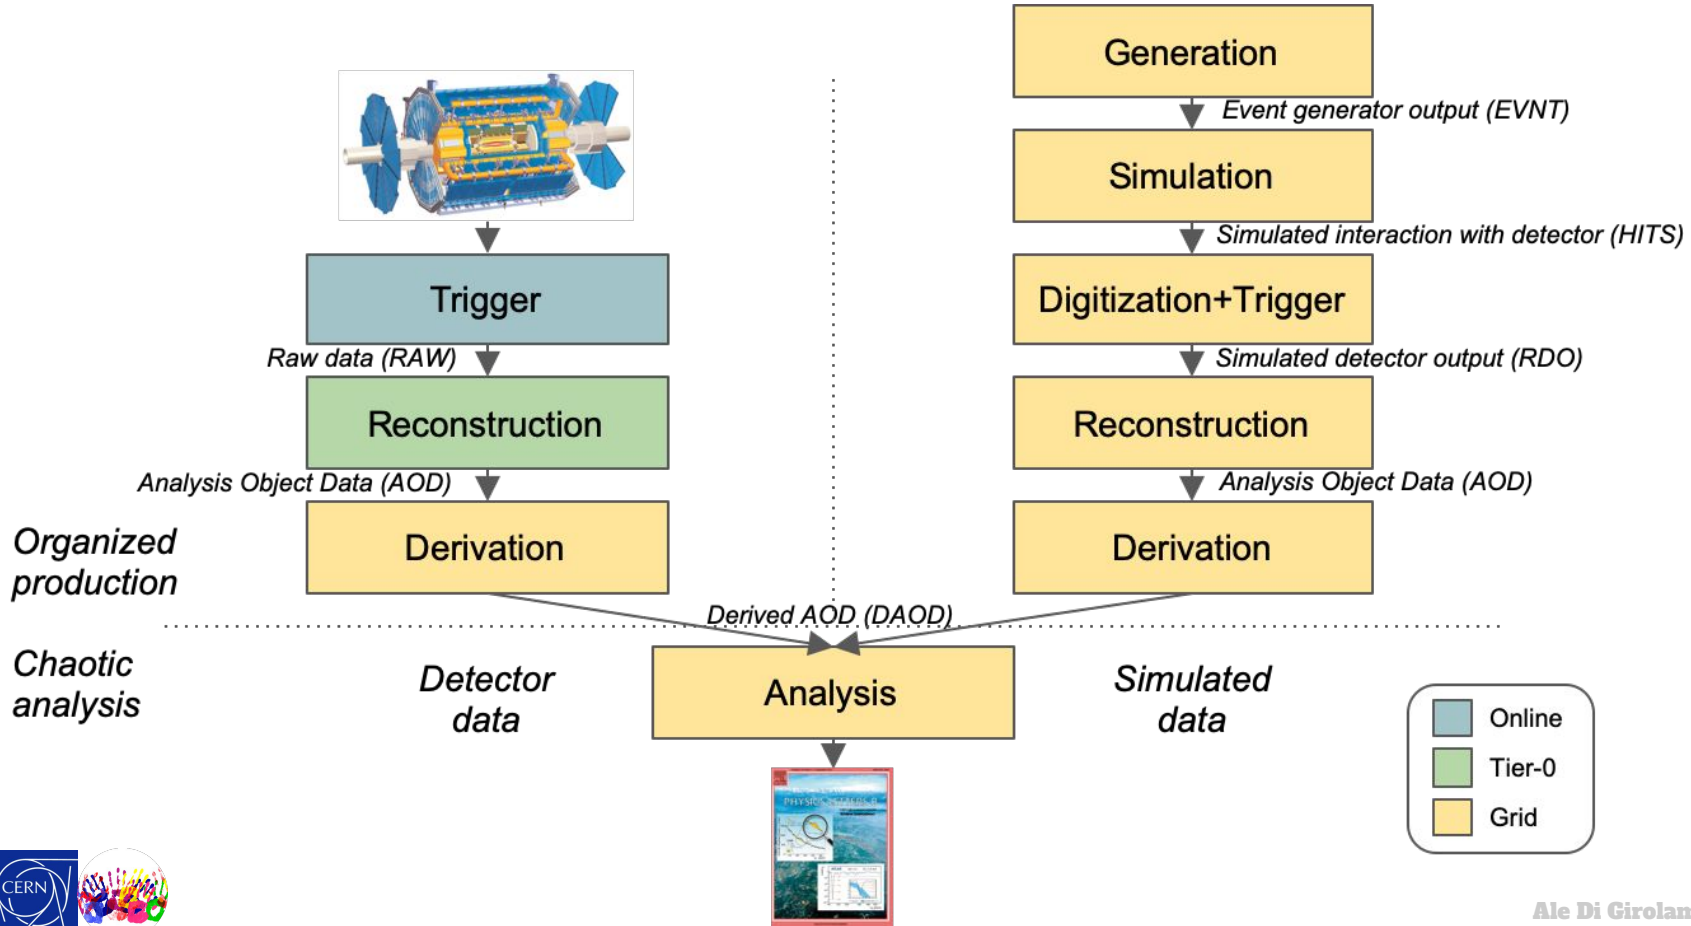 Generation
Event generator output (EVNT)
Simulation
Simulated interaction with detector (HITS)
Trigger
Digitization+Trigger
Raw data (RAW)
Simulated detector output (RDO)
Reconstruction
Reconstruction
Analysis Object Data (AOD)
Analysis Object Data (AOD)
Organized
production
Derivation
Derivation
Derived AOD (DAOD)
Chaotic
analysis
Detector
data
Analysis
Simulated
data
Online
Tier-0
Grid
CERN
Ale Di Girolan